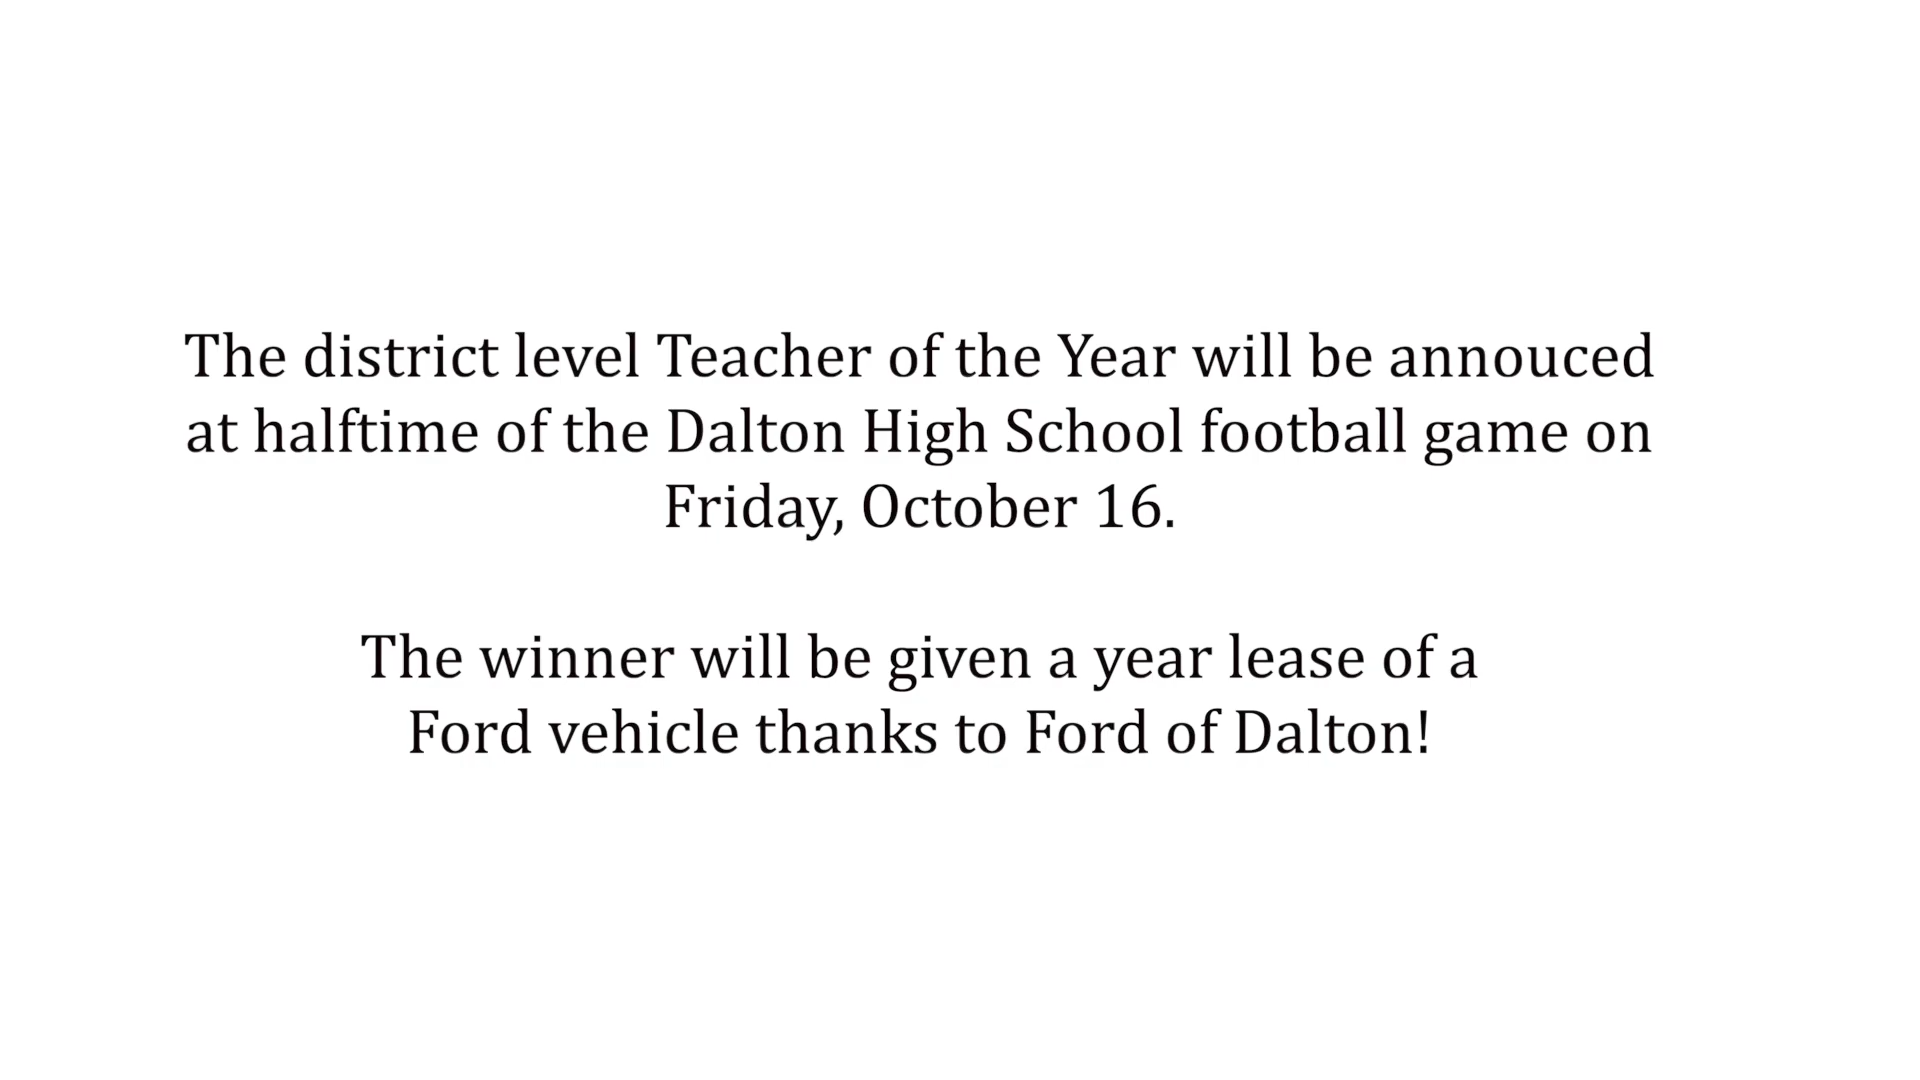 The district level Teacher of the Year will be annouced
at halftime of the Dalton High School football game on
Friday, October 16.
The winner will be given a year lease of a
Ford vehicle thanks to Ford of Dalton!